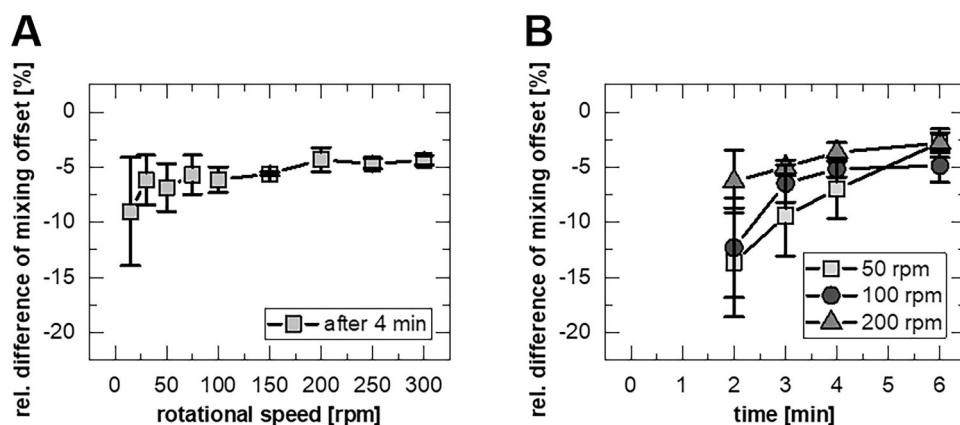 A
rel. difference of mixing offset [%]
0
-5
-10
-15
-20
after 4 min
0 50 100 150 200 250 300
rotational speed [rpm]
B
rel. difference of mixing offset [%]
0
-5
-10
-15
-20
50 rpm
100 rpm
200 rpm
0 1 2 3 4 6
time [min]